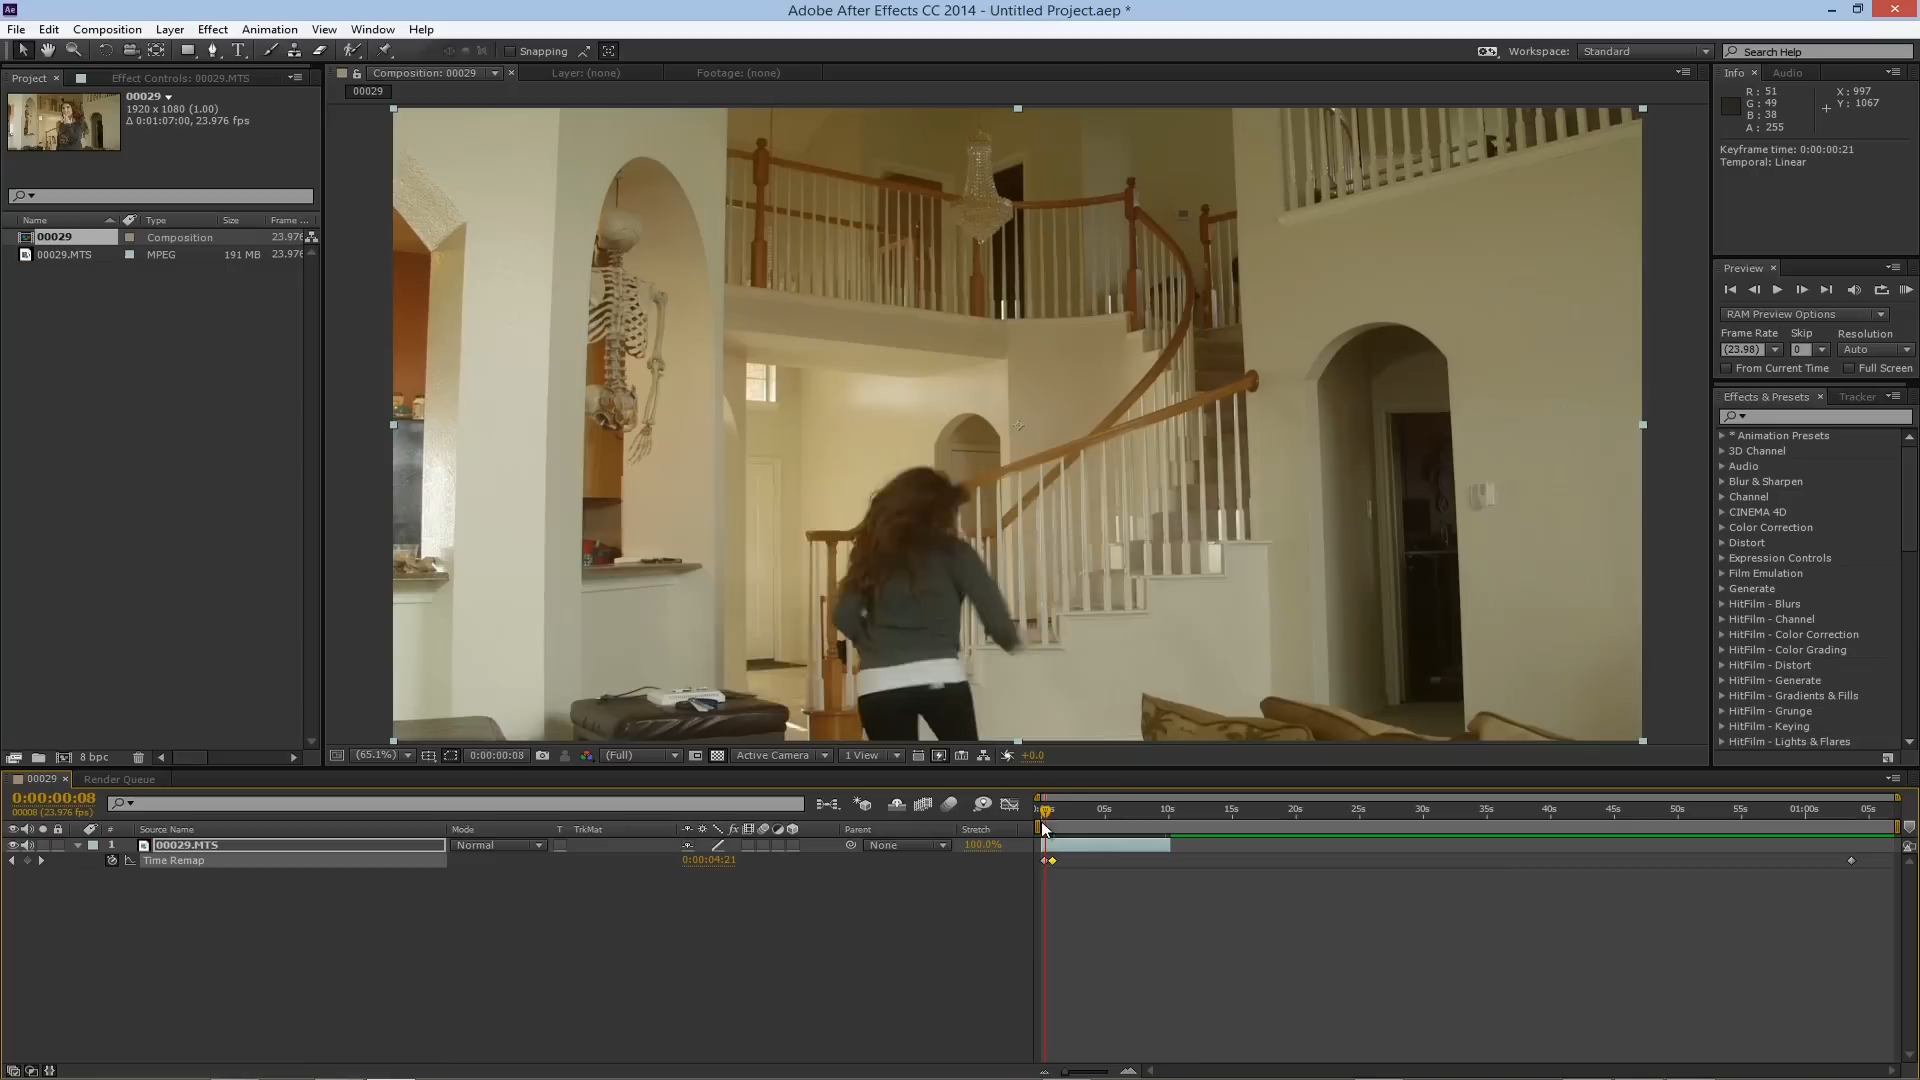 Ae
Adobe After Effects CC 2014 - Untitled Project.aep *
File Edit Composition Layer Effect Animation View Window Help
Snapping
Workspace: Standard
Search Help
Project
Effect Controls: 00029.MTS
Composition: 00029
Layer: (none)
Footage: (none)
Info
Audio
00029
00029
1920 x 1080 (1.00)
Δ 0:01:07:00, 23.976 fps
R: 51
G: 49
B: 38
A: 255
X: 997
Y: 1067
Keyframe time: 0:00:00:21
Temporal: Linear
Name Type Size Frame ...
00029 Composition 23.976
00029.MTS MPEG 191 MB 23.976
Preview
RAM Preview Options
Frame Rate Skip Resolution
(23.98) 0 Auto
From Current Time Full Screen
Effects & Presets
Tracker
* Animation Presets
3D Channel
Audio
Blur & Sharpen
Channel
CINEMA 4D
Color Correction
Distort
Expression Controls
Film Emulation
Generate
HitFilm - Blurs
HitFilm - Channel
HitFilm - Color Correction
HitFilm - Color Grading
HitFilm - Distort
HitFilm - Generate
HitFilm - Gradients & Fills
HitFilm - Grunge
HitFilm - Keying
HitFilm - Lights & Flares
8 bpc
(65.1%)
0:00:00:08
(Full)
Active Camera
1 View
+0.0
00029
Render Queue
0:00:00:08
00008 (23.976 fps)
05s 10s 15s 20s 25s 30s 35s 40s 45s 50s 55s 01:00s 05s
# Source Name Mode T TrkMat fx Parent Stretch
1 [00029.MTS Normal None 100.0%
Time Remap 0:00:04:21